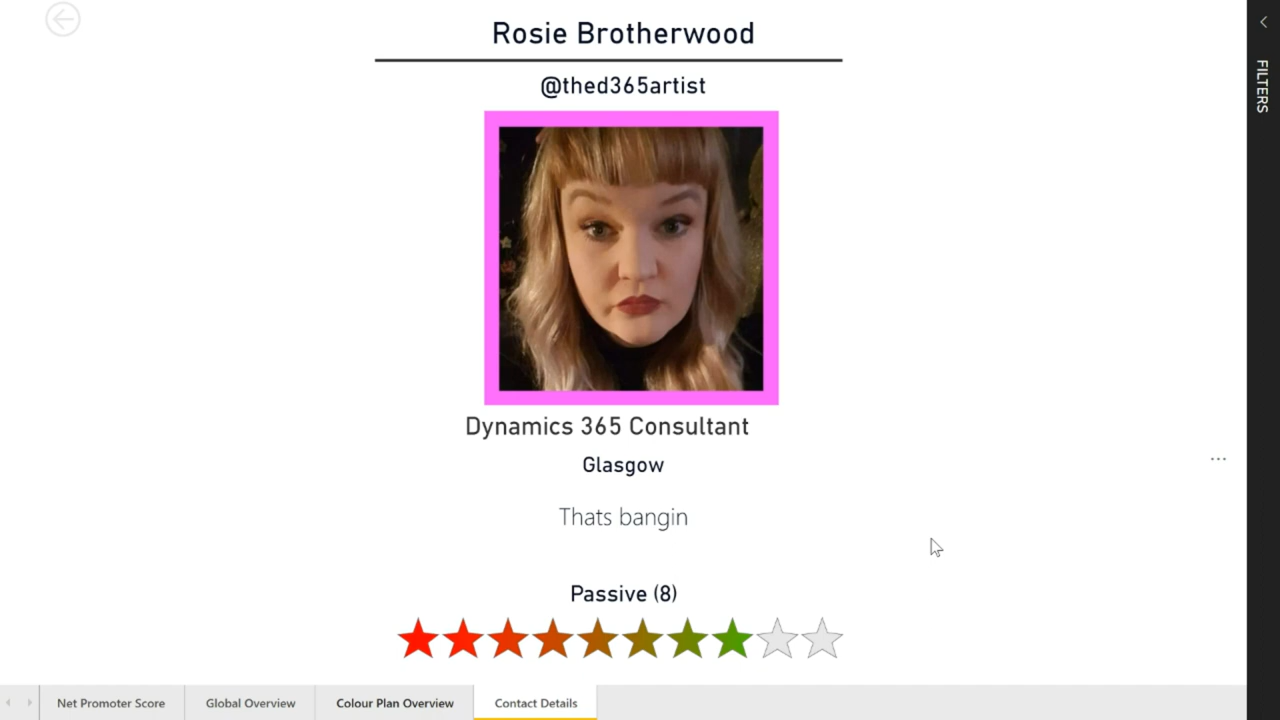 Rosie Brotherwood
FILTERS
@thed365artist
Dynamics 365 Consultant
Glasgow
Thats bangin
Passive (8)
Net Promoter Score
Global Overview
Colour Plan Overview
Contact Details